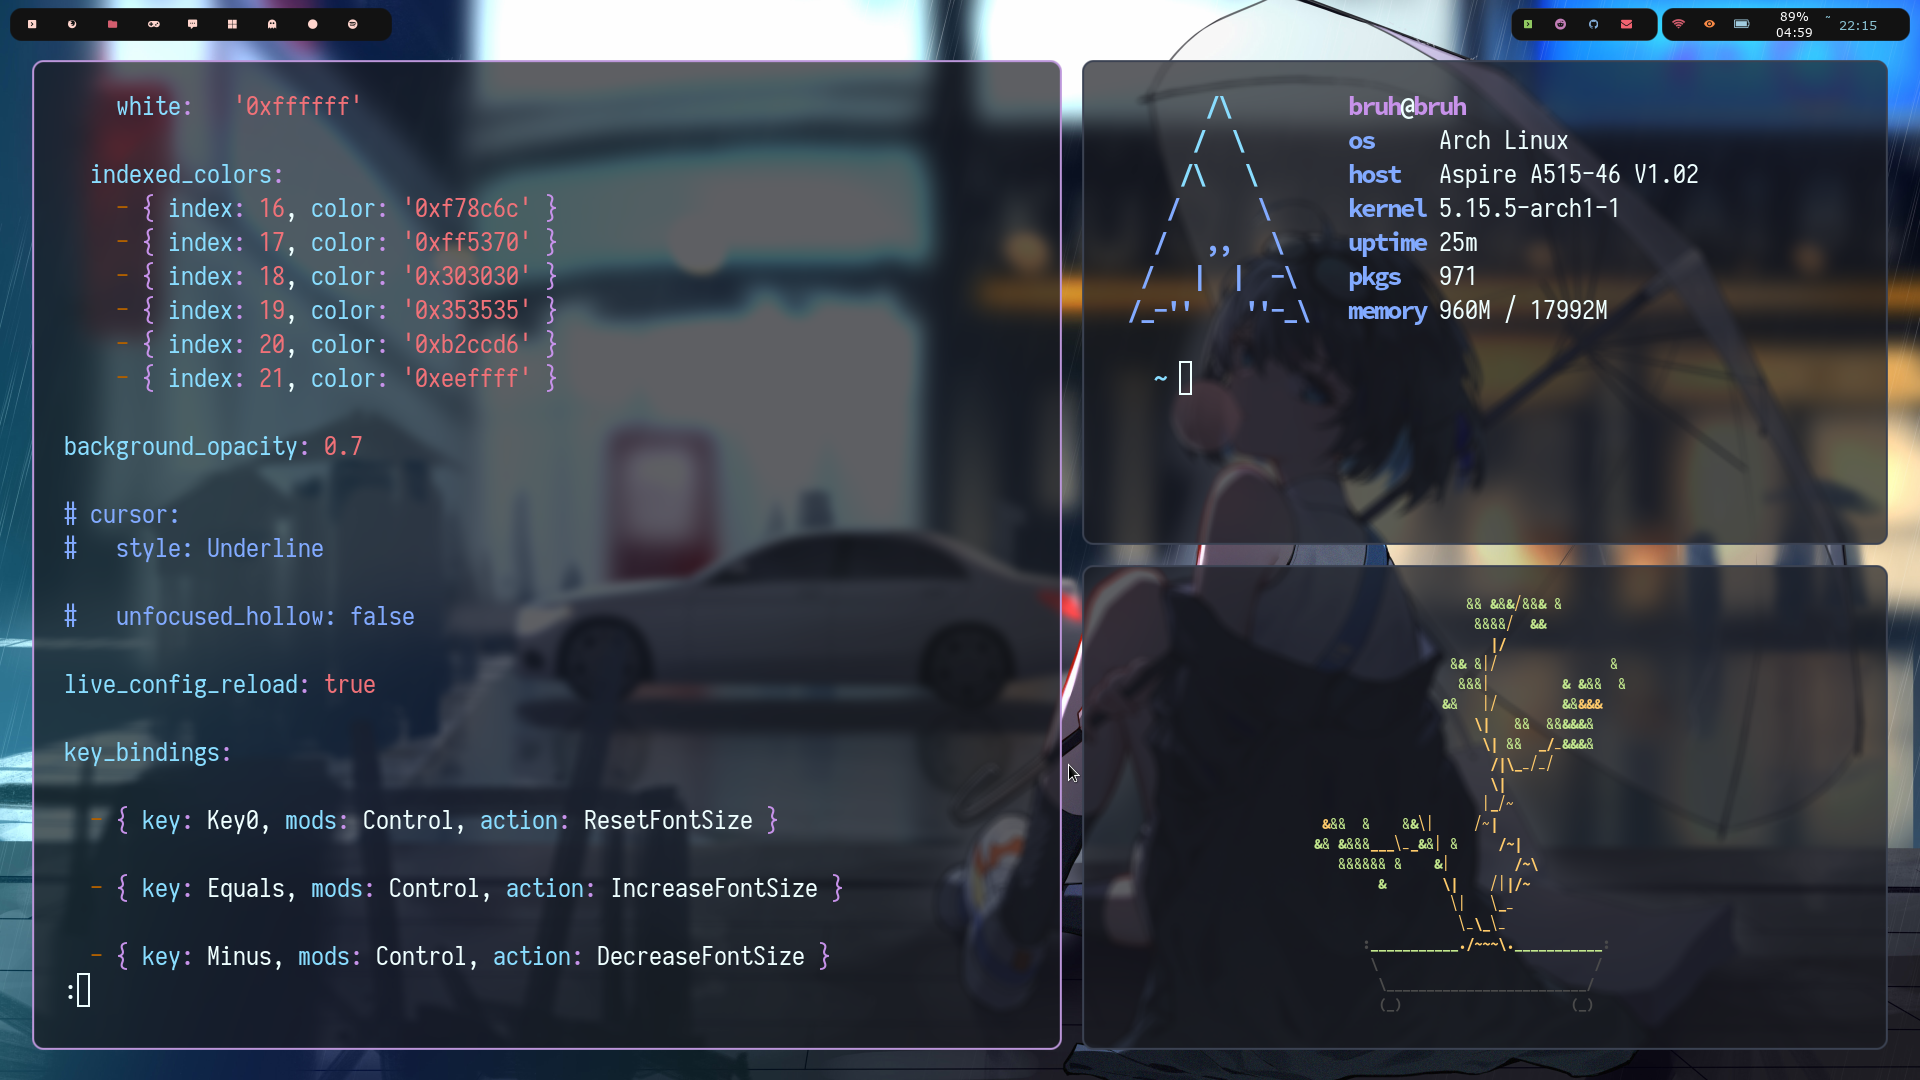 89%
04:59
~ 22:15
white: '0xffffff'
indexed_colors:
- { index: 16, color: '0xf78c6c' }
- { index: 17, color: '0xff5370' }
- { index: 18, color: '0x303030' }
- { index: 19, color: '0x353535' }
- { index: 20, color: '0xb2ccd6' }
- { index: 21, color: '0xeeffff' }
background_opacity: 0.7
# cursor:
#   style: Underline
#   unfocused_hollow: false
live_config_reload: true
key_bindings:
- { key: Key0, mods: Control, action: ResetFontSize }
- { key: Equals, mods: Control, action: IncreaseFontSize }
- { key: Minus, mods: Control, action: DecreaseFontSize }
:
bruh@bruh
os Arch Linux
host Aspire A515-46 V1.02
kernel 5.15.5-arch1-1
uptime 25m
pkgs 971
memory 960M / 17992M
~